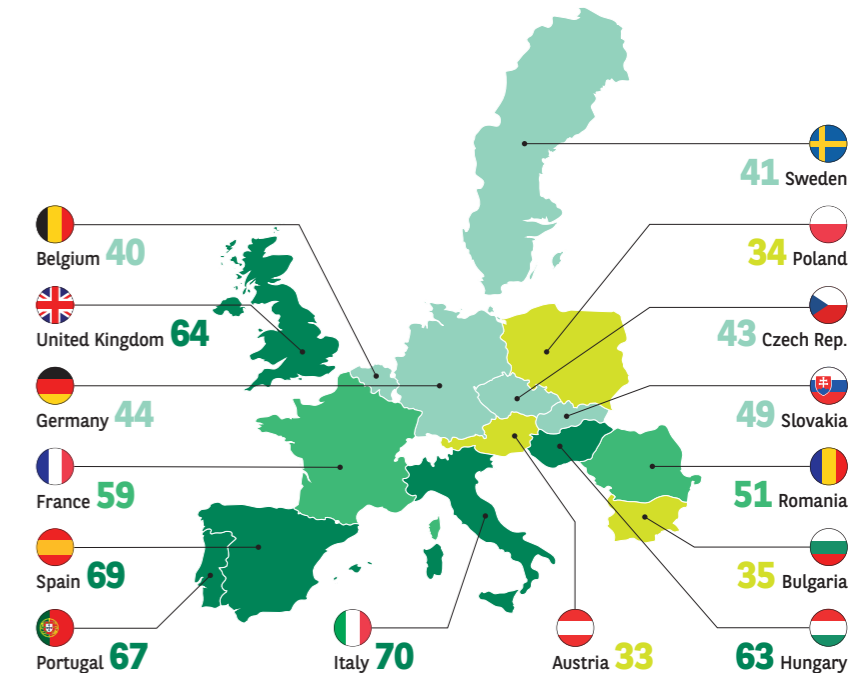 41 Sweden
Belgium 40
34 Poland
United Kingdom 64
43 Czech Rep.
Germany 44
49 Slovakia
France 59
51 Romania
Spain 69
35 Bulgaria
Portugal 67
Italy 70
Austria 33
63 Hungary